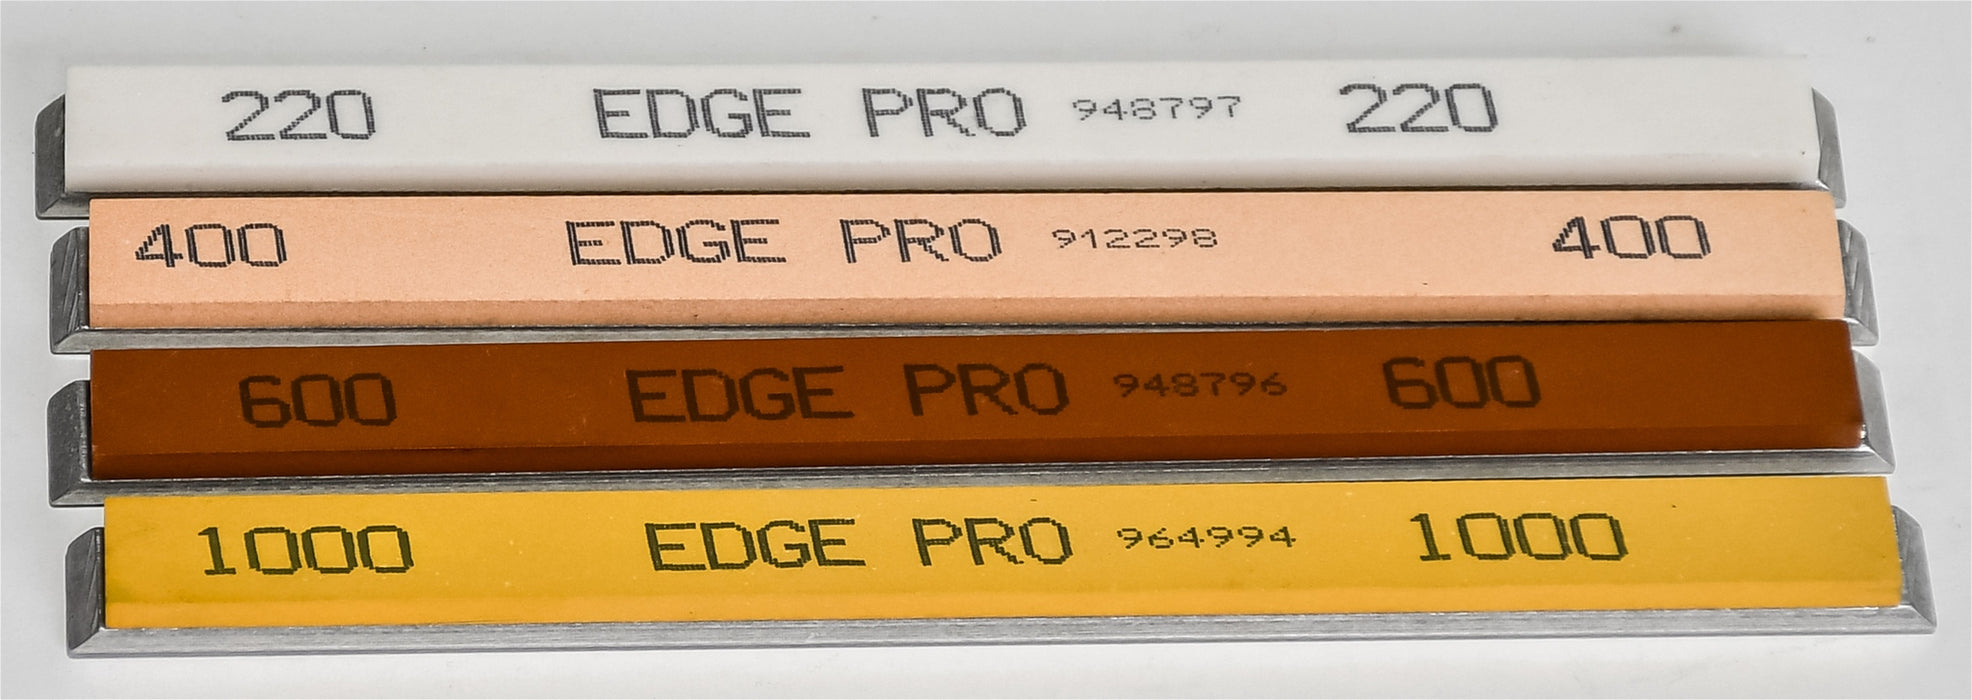 220 EDGE PRO 948797 220
400 EDGE PRO 912298 400
600 EDGE PRO 948796 600
1000 EDGE PRO 964994 1000